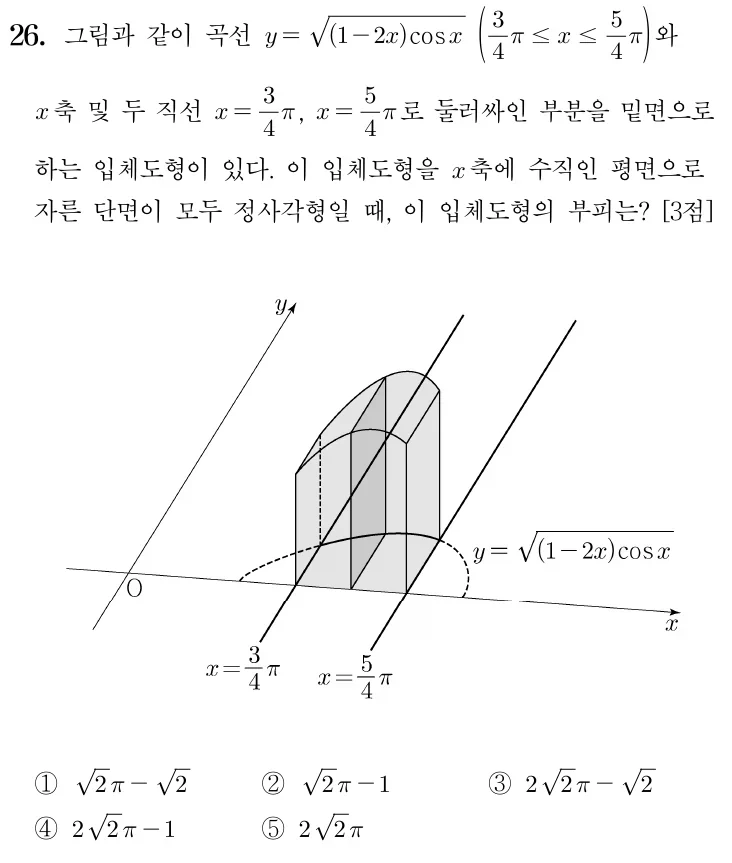 26. 그림과 같이 곡선 y = √((1−2x)cos x) (3/4 π ≤ x ≤ 5/4 π)와
x축 및 두 직선 x = 3/4 π, x = 5/4 π로 둘러싸인 부분을 밑면으로
하는 입체도형이 있다. 이 입체도형을 x축에 수직인 평면으로
자른 단면이 모두 정사각형일 때, 이 입체도형의 부피는? [3점]
y
y = √((1−2x)cos x)
O
x
x = 3/4 π
x = 5/4 π
① √2π − √2 ② √2π − 1 ③ 2√2π − √2
④ 2√2π − 1 ⑤ 2√2π